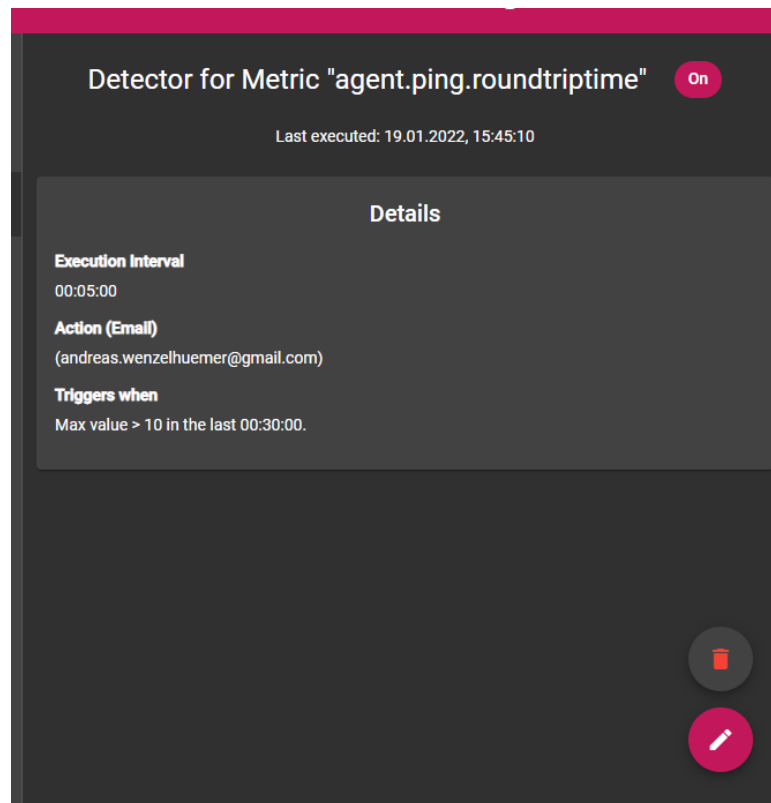 Detector for Metric "agent.ping.roundtriptime"
On
Last executed: 19.01.2022, 15:45:10
Details
Execution Interval
00:05:00
Action (Email)
(andreas.wenzelhuemer@gmail.com)
Triggers when
Max value > 10 in the last 00:30:00.